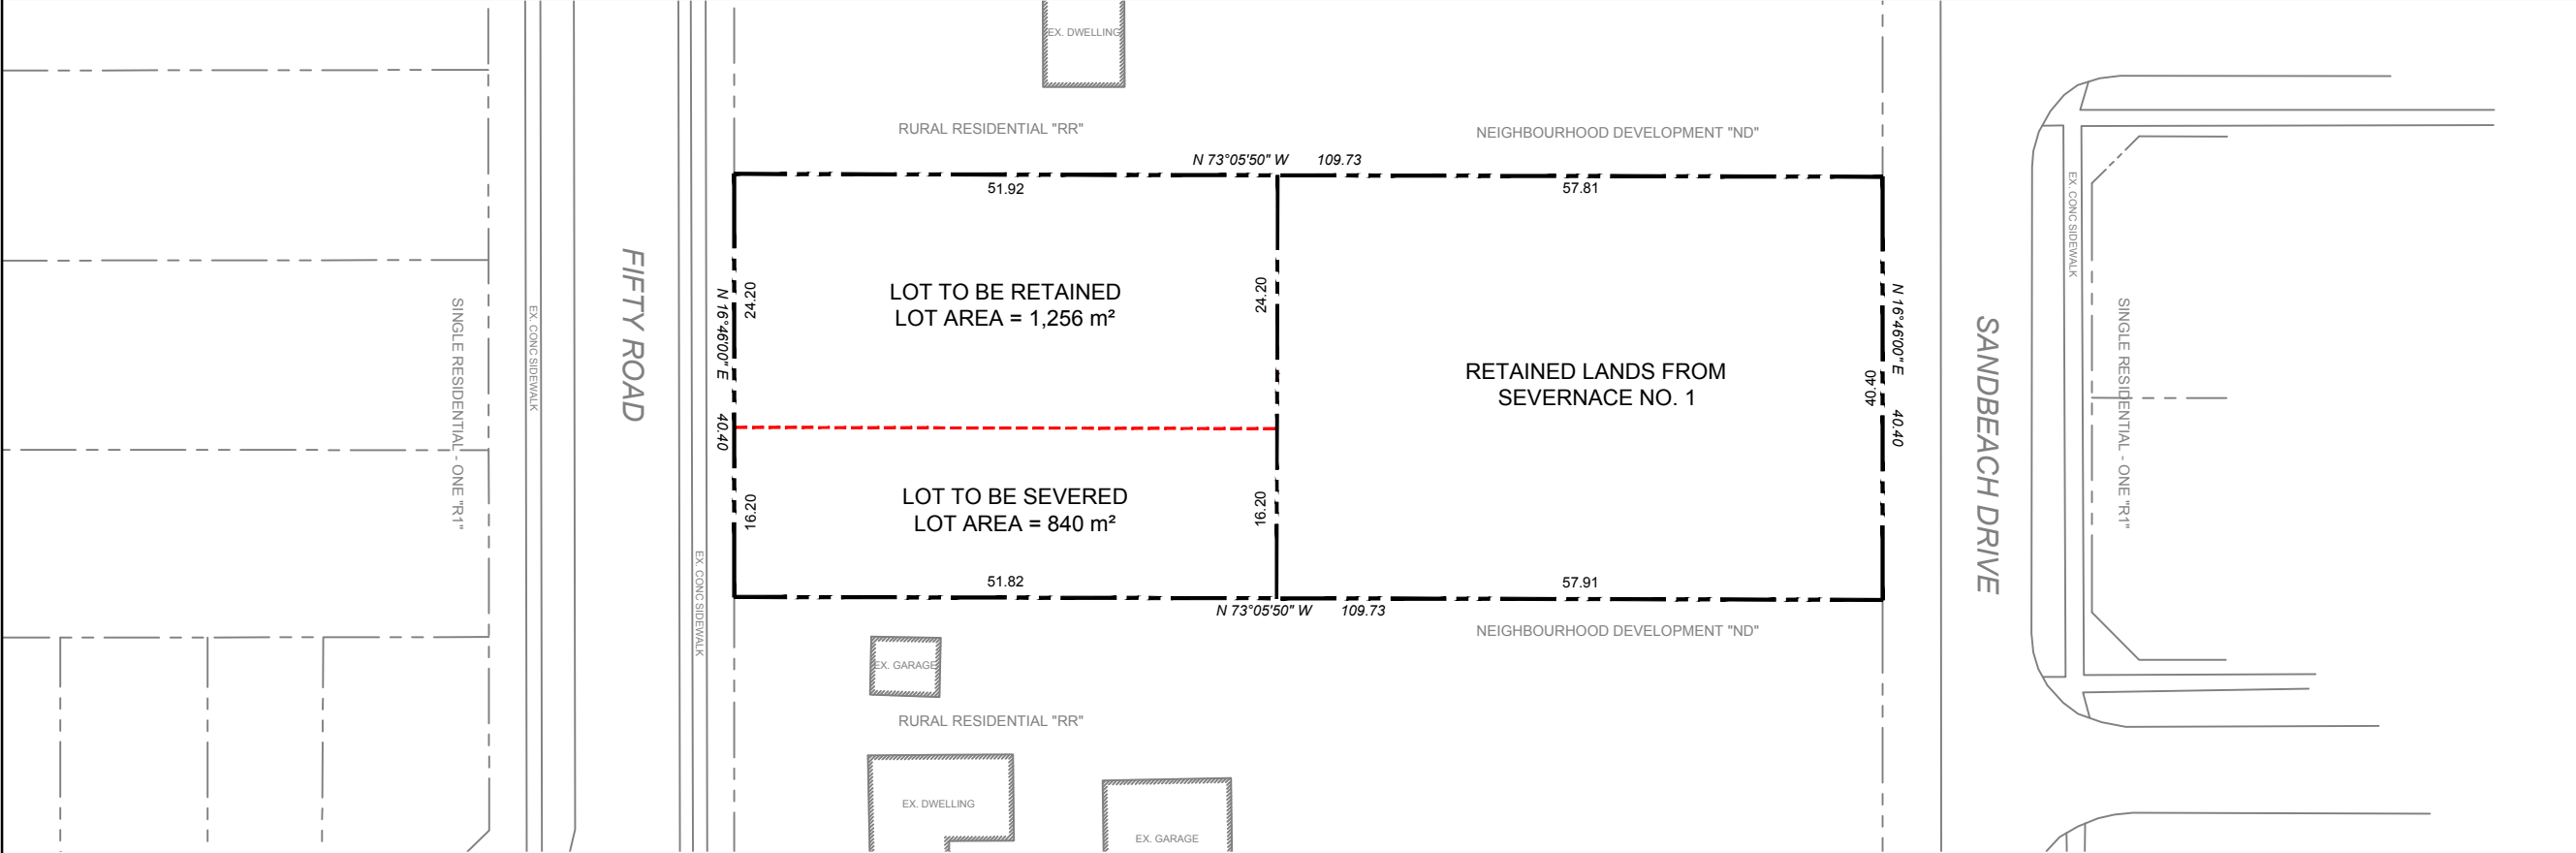 EX. DWELLING
RURAL RESIDENTIAL "RR"
NEIGHBOURHOOD DEVELOPMENT "ND"
N 73°05'50" W 109.73
51.92
57.81
SINGLE RESIDENTIAL - ONE "R1"
EX. CONC SIDEWALK
FIFTY ROAD
EX. CONC SIDEWALK
N 16°46'00" E 40.40
24.20
LOT TO BE RETAINED
LOT AREA = 1,256 m²
24.20
RETAINED LANDS FROM
SEVERNACE NO. 1
40.40
N 16°46'00" E 40.40
SANDBEACH DRIVE
EX. CONC SIDEWALK
SINGLE RESIDENTIAL - ONE "R1"
16.20
LOT TO BE SEVERED
LOT AREA = 840 m²
16.20
51.82
57.91
N 73°05'50" W 109.73
NEIGHBOURHOOD DEVELOPMENT "ND"
EX. GARAGE
RURAL RESIDENTIAL "RR"
EX. DWELLING
EX. GARAGE